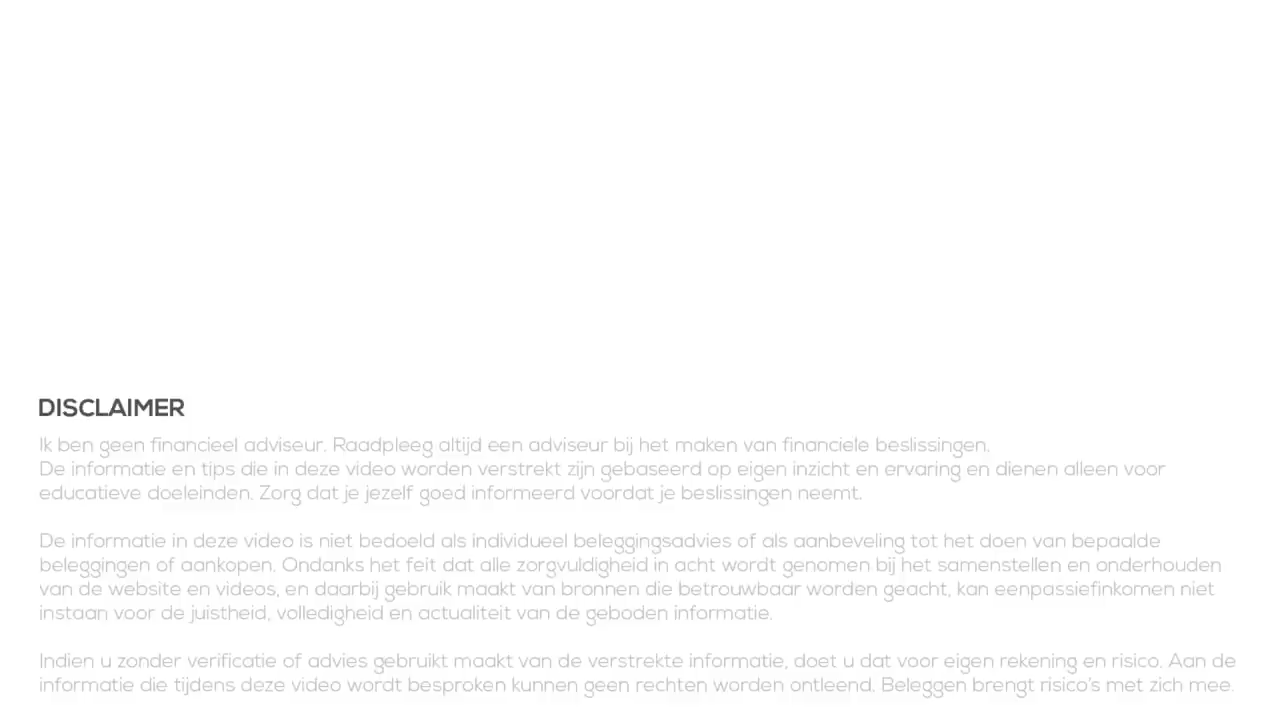 DISCLAIMER
Ik ben geen financieel adviseur. Raadpleeg altijd een adviseur bij het maken van financiele beslissingen.
De informatie en tips die in deze video worden verstrekt zijn gebaseerd op eigen inzicht en ervaring en dienen alleen voor
educatieve doeleinden. Zorg dat je jezelf goed informeerd voordat je beslissingen neemt.
De informatie in deze video is niet bedoeld als individueel beleggingsadvies of als aanbeveling tot het doen van bepaalde
beleggingen of aankopen. Ondanks het feit dat alle zorgvuldigheid in acht wordt genomen bij het samenstellen en onderhouden
van de website en videos, en daarbij gebruik maakt van bronnen die betrouwbaar worden geacht, kan eenpassiefinkomen niet
instaan voor de juistheid, volledigheid en actualiteit van de geboden informatie.
Indien u zonder verificatie of advies gebruikt maakt van de verstrekte informatie, doet u dat voor eigen rekening en risico. Aan de
informatie die tijdens deze video wordt besproken kunnen geen rechten worden ontleend. Beleggen brengt risico's met zich mee.